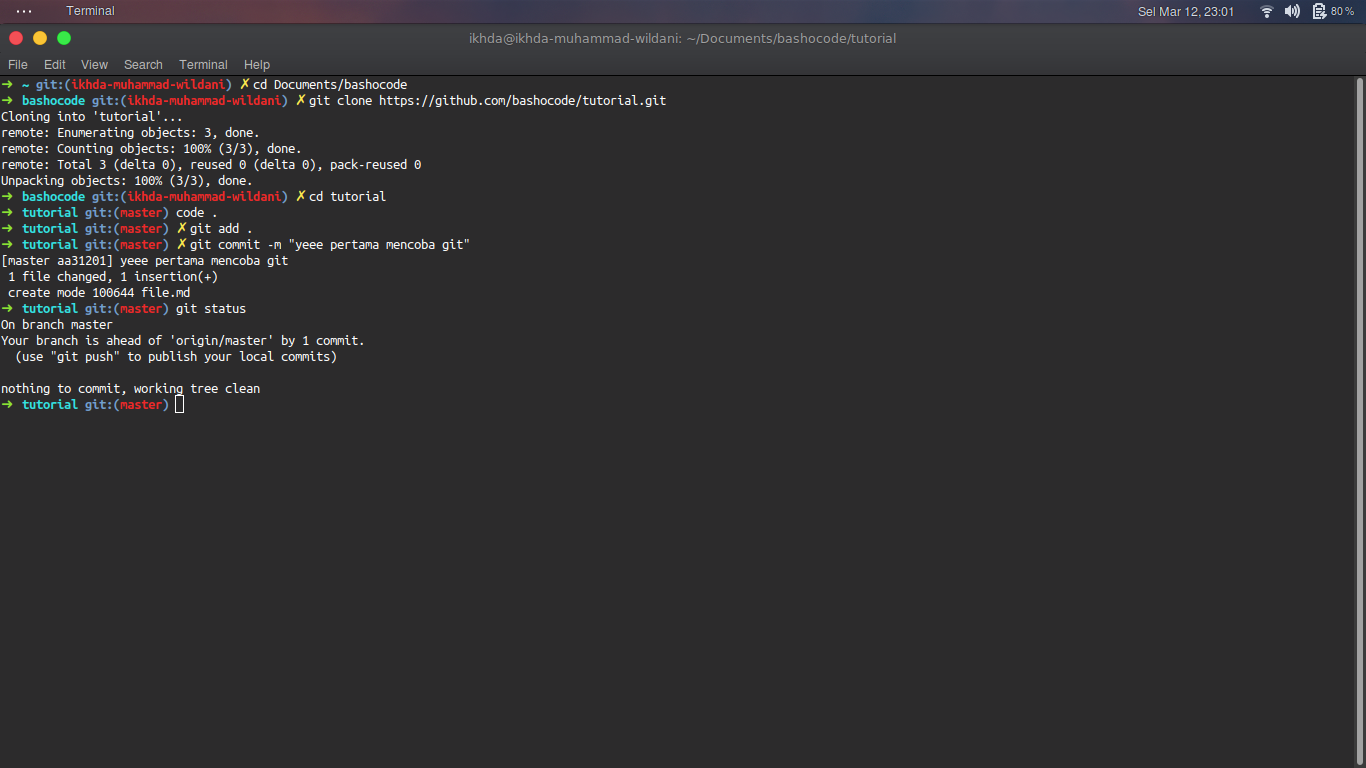 Terminal
Sel Mar 12, 23:01
80 %
ikhda@ikhda-muhammad-wildani: ~/Documents/bashocode/tutorial
File Edit View Search Terminal Help
➜ ~ git:(ikhda-muhammad-wildani) ✗ cd Documents/bashocode
➜ bashocode git:(ikhda-muhammad-wildani) ✗ git clone https://github.com/bashocode/tutorial.git
Cloning into 'tutorial'...
remote: Enumerating objects: 3, done.
remote: Counting objects: 100% (3/3), done.
remote: Total 3 (delta 0), reused 0 (delta 0), pack-reused 0
Unpacking objects: 100% (3/3), done.
➜ bashocode git:(ikhda-muhammad-wildani) ✗ cd tutorial
➜ tutorial git:(master) code .
➜ tutorial git:(master) ✗ git add .
➜ tutorial git:(master) ✗ git commit -m "yeee pertama mencoba git"
[master aa31201] yeee pertama mencoba git
 1 file changed, 1 insertion(+)
 create mode 100644 file.md
➜ tutorial git:(master) git status
On branch master
Your branch is ahead of 'origin/master' by 1 commit.
  (use "git push" to publish your local commits)
nothing to commit, working tree clean
➜ tutorial git:(master)